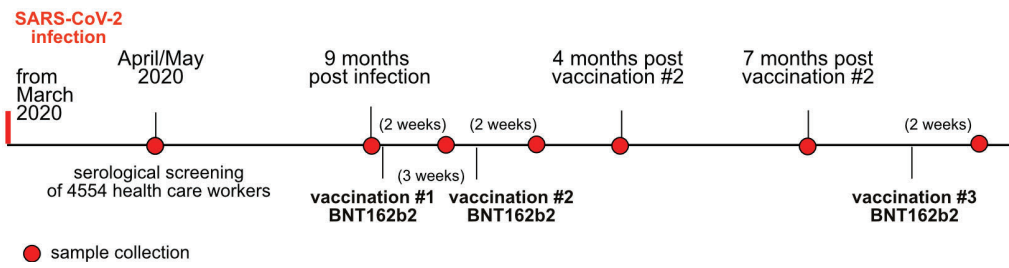 SARS-CoV-2
infection
from
March
2020
April/May
2020
serological screening
of 4554 health care workers
9 months
post infection
(2 weeks)
(3 weeks)
vaccination #1
BNT162b2
(2 weeks)
vaccination #2
BNT162b2
4 months post
vaccination #2
7 months post
vaccination #2
(2 weeks)
vaccination #3
BNT162b2
sample collection